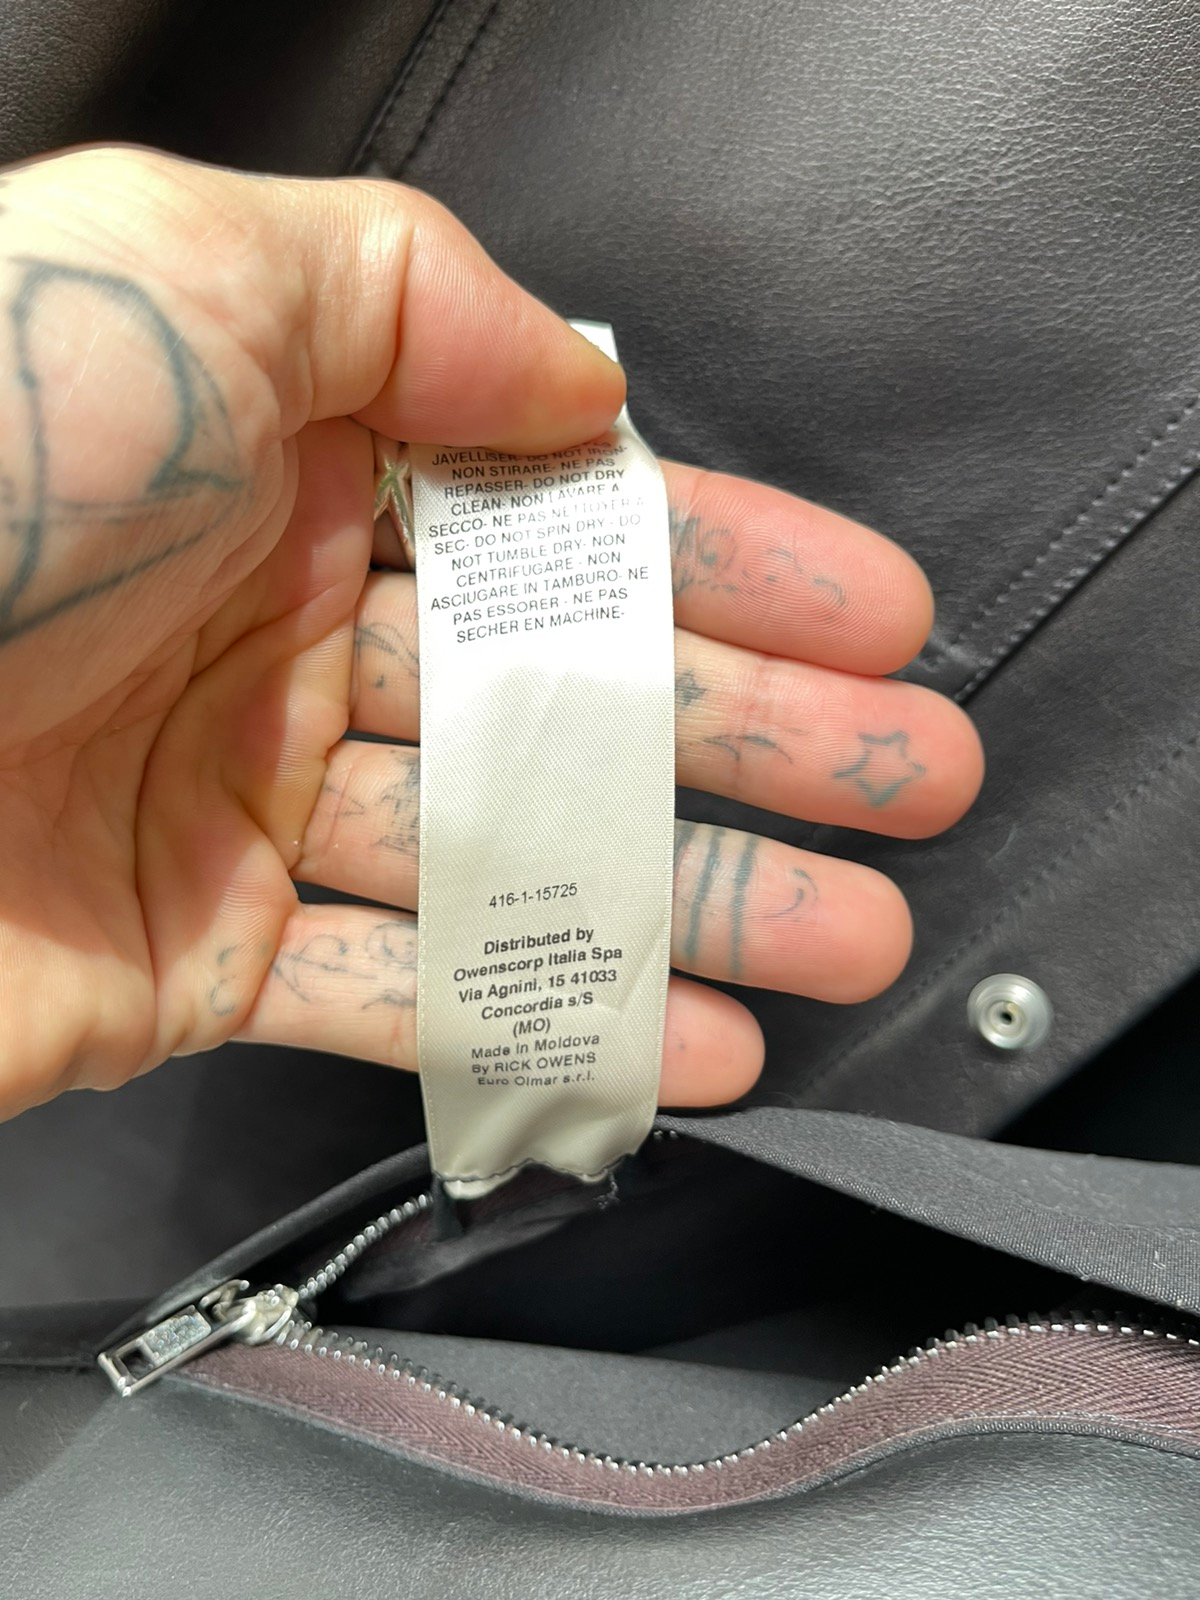 JAVELLISER- DO NOT IRON-
NON STIRARE- NE PAS
REPASSER- DO NOT DRY
CLEAN- NON LAVARE A
SECCO- NE PAS NETTOYER A
SEC- DO NOT SPIN DRY - DO
NOT TUMBLE DRY- NON
CENTRIFUGARE - NON
ASCIUGARE IN TAMBURO- NE
PAS ESSORER - NE PAS
SECHER EN MACHINE-
416-1-15725
Distributed by
Owenscorp Italia Spa
Via Agnini, 15 41033
Concordia s/S
(MO)
Made in Moldova
By RICK OWENS
Euro Olmar s.r.l.